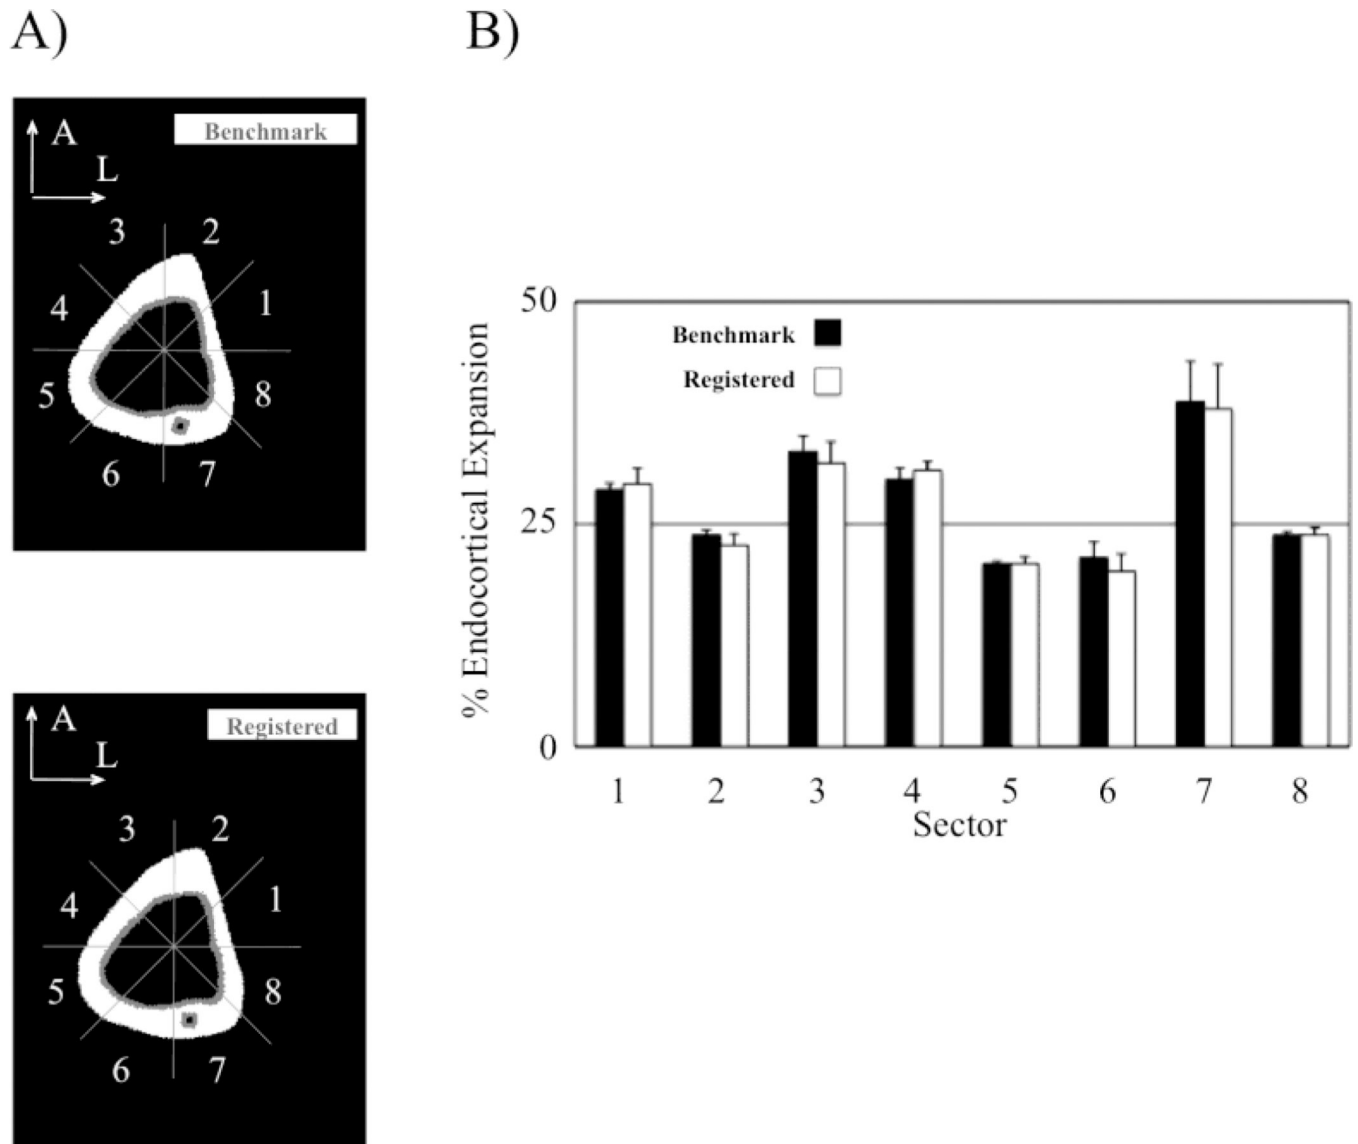 A)
Benchmark
A
L
3 2
4 1
5 8
6 7
Registered
A
L
3 2
4 1
5 8
6 7
B)
% Endocortical Expansion
50
25
0
Benchmark
Registered
1 2 3 4 5 6 7 8
Sector